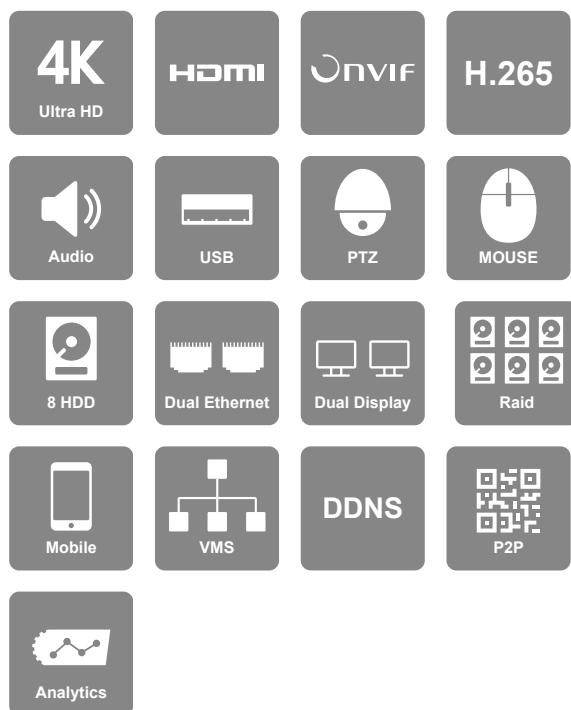 4K
Ultra HD
HDMI
ONVIF
H.265
Audio
USB
PTZ
MOUSE
8 HDD
Dual Ethernet
Dual Display
Raid
Mobile
VMS
DDNS
P2P
Analytics